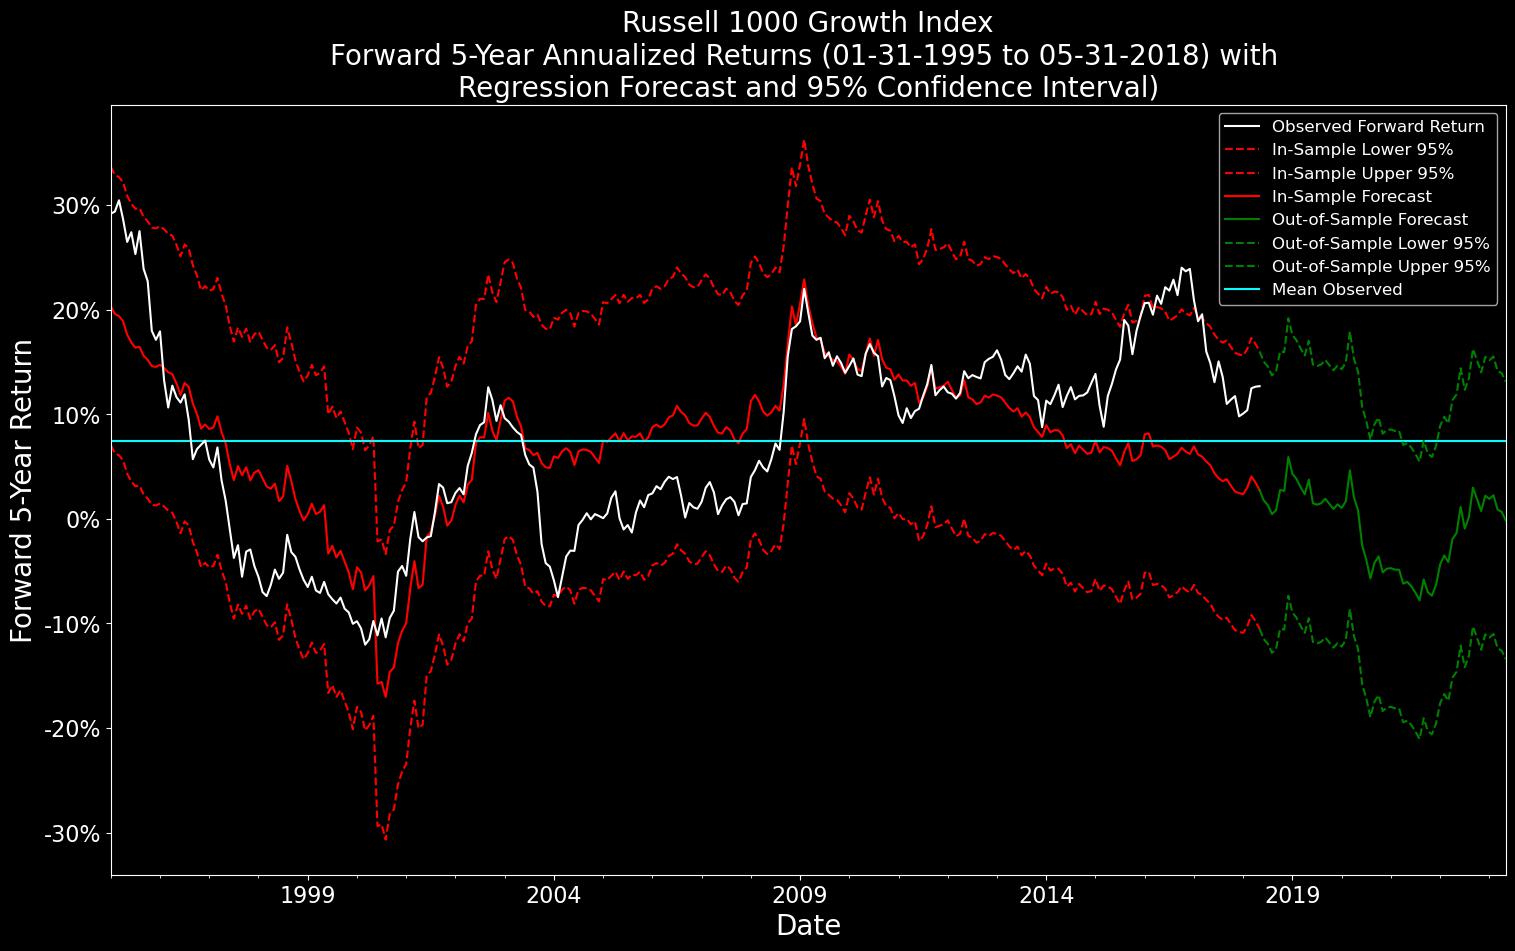 Russell 1000 Growth Index
Forward 5-Year Annualized Returns (01-31-1995 to 05-31-2018) with
Regression Forecast and 95% Confidence Interval)
Observed Forward Return
In-Sample Lower 95%
In-Sample Upper 95%
In-Sample Forecast
Out-of-Sample Forecast
Out-of-Sample Lower 95%
Out-of-Sample Upper 95%
Mean Observed
Forward 5-Year Return
30%
20%
10%
0%
-10%
-20%
-30%
1999
2004
2009
2014
2019
Date